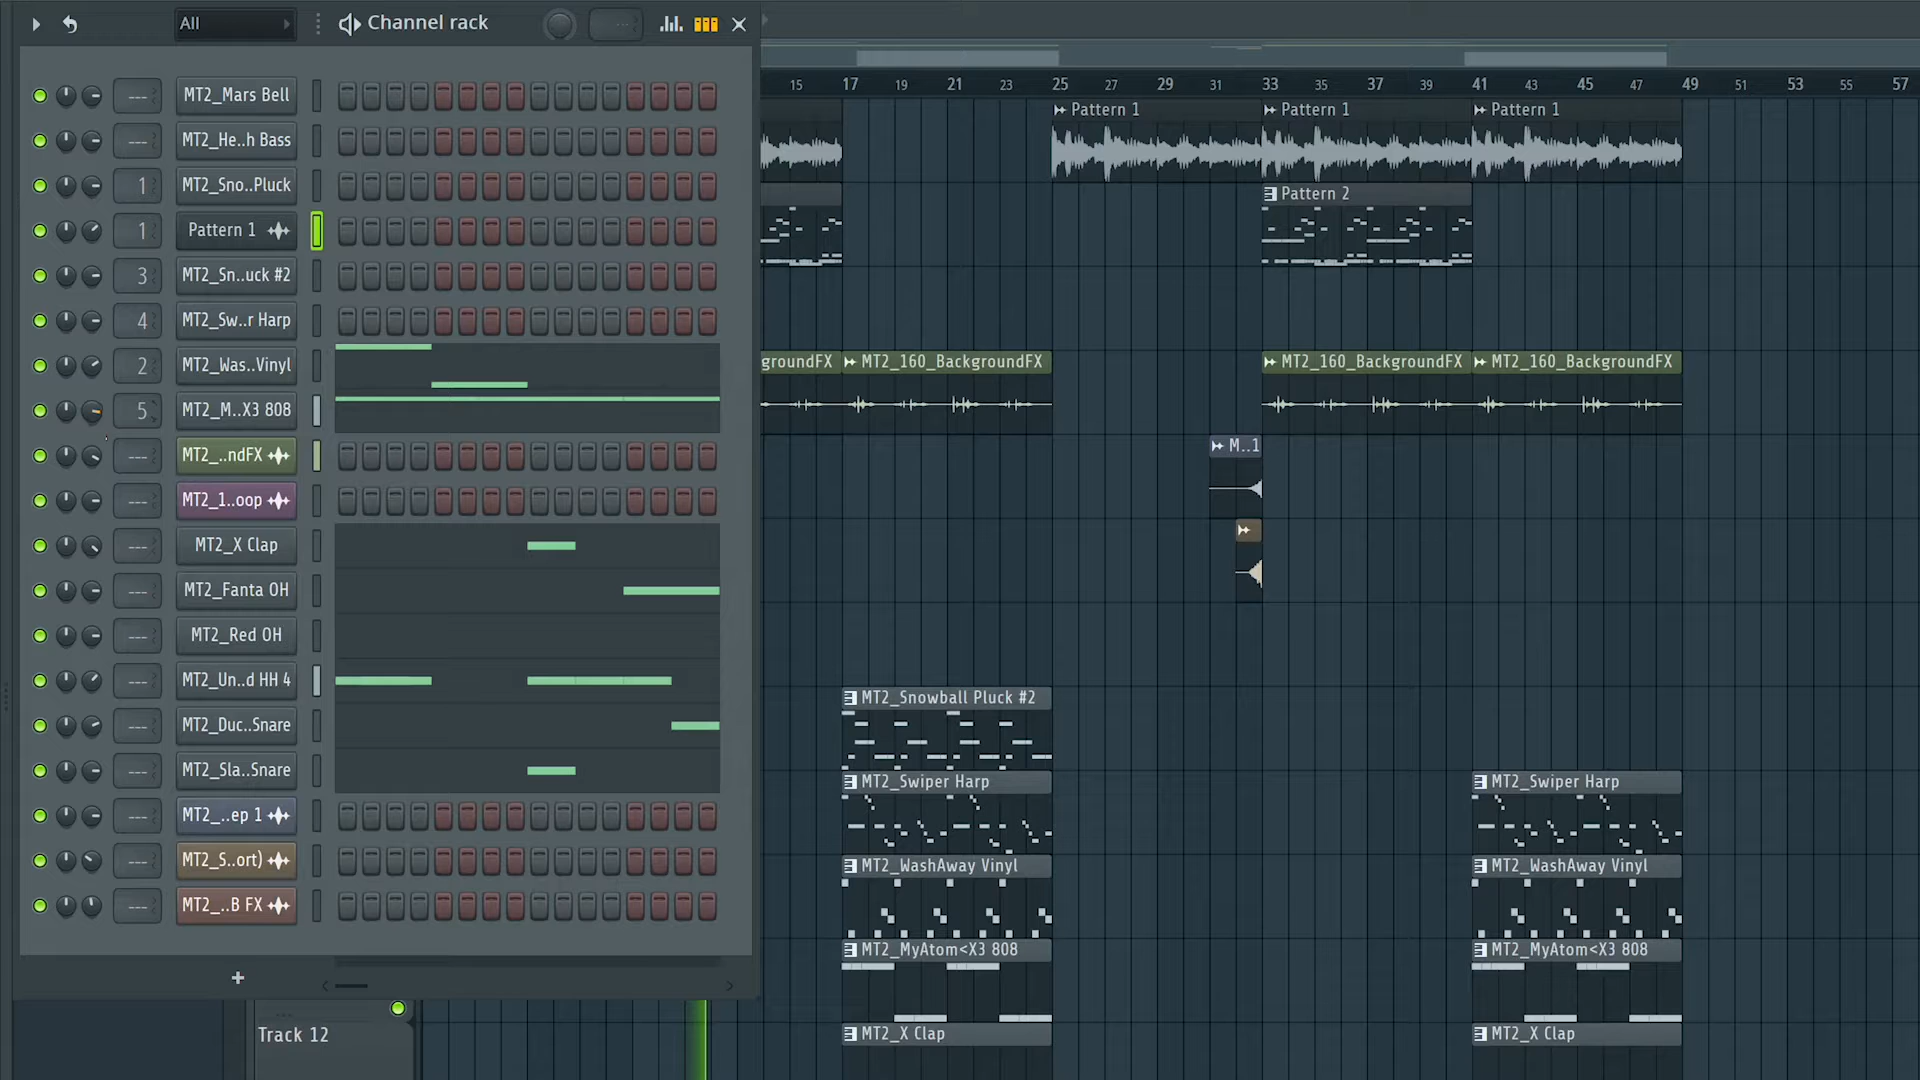 All
Channel rack
MT2_Mars Bell
MT2_He..h Bass
1 MT2_Sno..Pluck
1 Pattern 1
3 MT2_Sn..uck #2
4 MT2_Sw..r Harp
2 MT2_Was..Vinyl
5 MT2_M..X3 808
MT2_..ndFX
MT2_1..oop
MT2_X Clap
MT2_Fanta OH
MT2_Red OH
MT2_Un..d HH 4
MT2_Duc..Snare
MT2_Sla..Snare
MT2_..ep 1
MT2_S..ort)
MT2_..B FX
+
Track 12
15 17 19 21 25 27 29 31 33 35 37 39 41 43 45 47 49 51 53 55 57
Pattern 1 Pattern 1 Pattern 1
Pattern 2
groundFX MT2_160_BackgroundFX MT2_160_BackgroundFX MT2_160_BackgroundFX
M..1
MT2_Snowball Pluck #2
MT2_Swiper Harp MT2_Swiper Harp
MT2_WashAway Vinyl MT2_WashAway Vinyl
MT2_MyAtom<X3 808 MT2_MyAtom<X3 808
MT2_X Clap MT2_X Clap